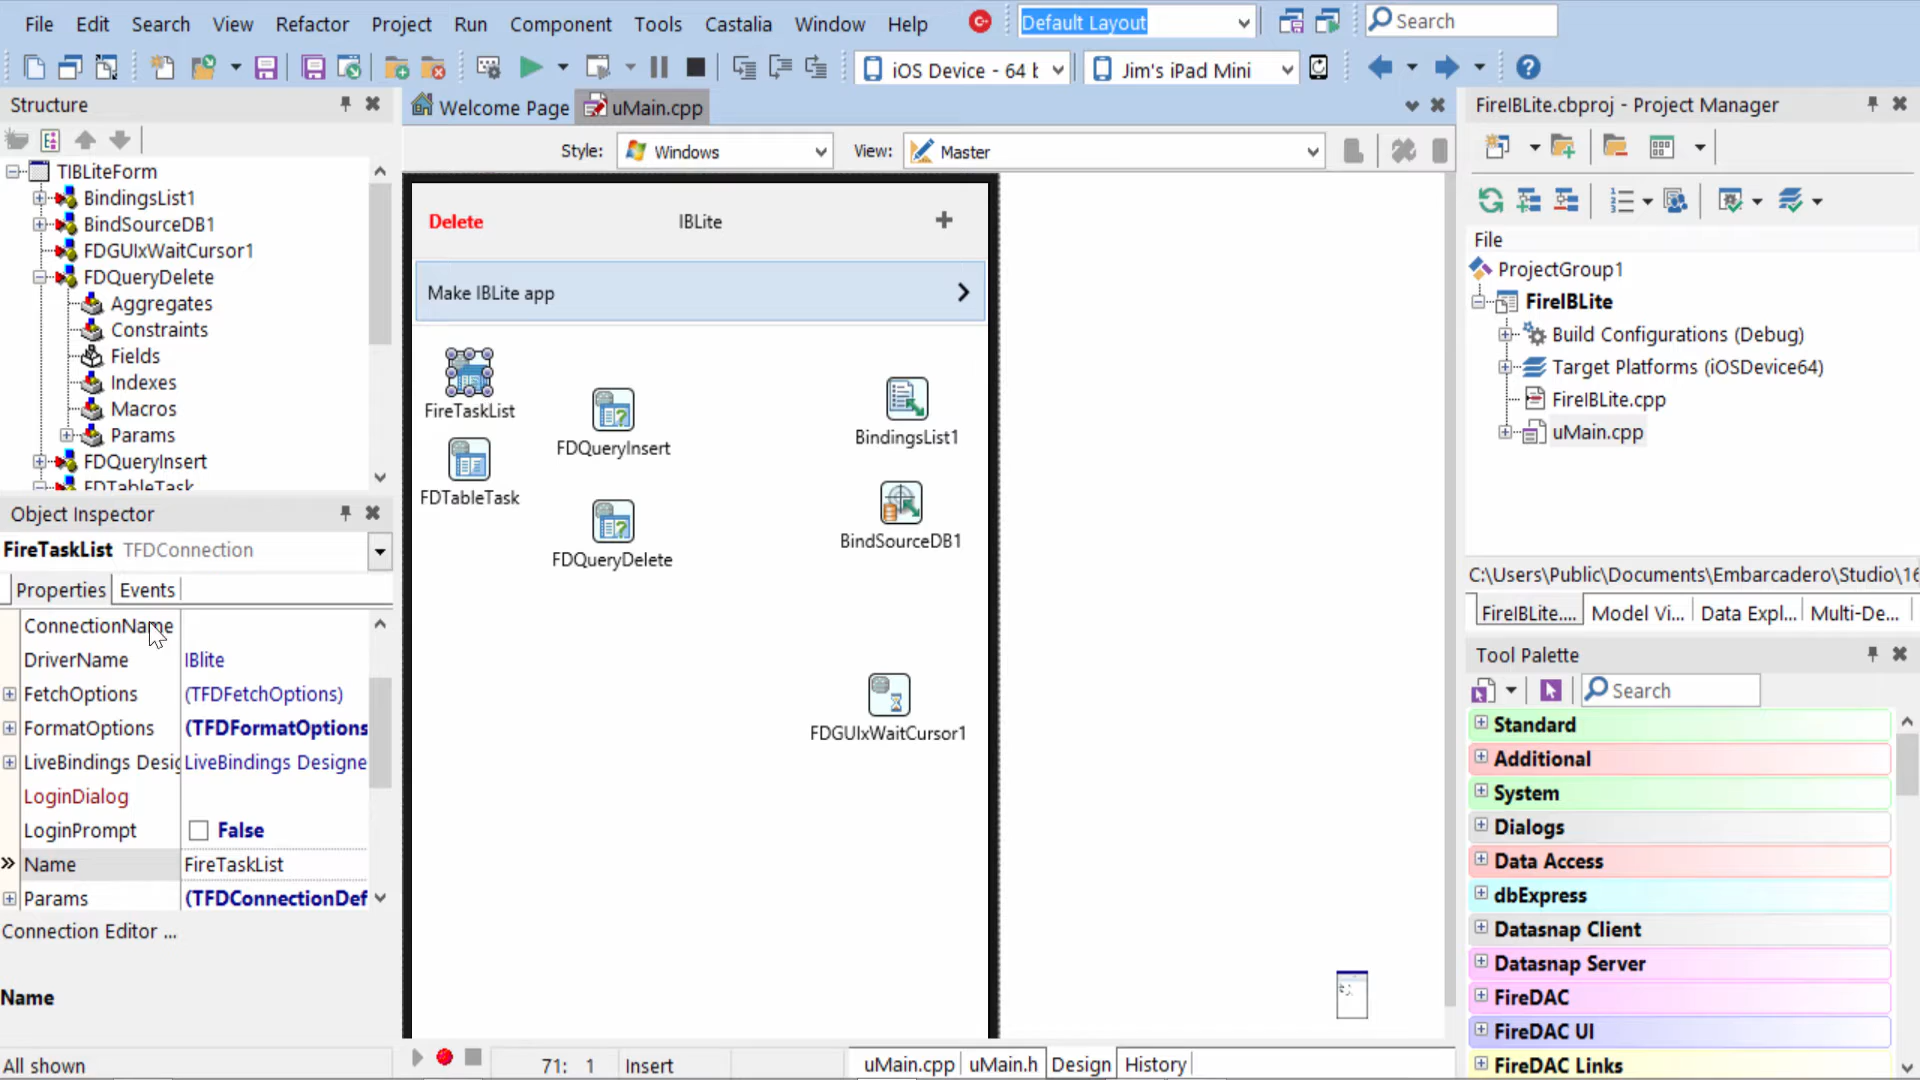 File Edit Search View Refactor Project Run Component Tools Castalia Window Help Default Layout Search
iOS Device - 64 b Jim's iPad Mini
Structure
TIBLiteForm
BindingsList1
BindSourceDB1
FDGUIxWaitCursor1
FDQueryDelete
Aggregates
Constraints
Fields
Indexes
Macros
Params
FDQueryInsert
FDTableTask
Object Inspector
FireTaskList TFDConnection
Properties Events
ConnectionName
DriverName IBlite
FetchOptions (TFDFetchOptions)
FormatOptions (TFDFormatOptions
LiveBindings Desig LiveBindings Designe
LoginDialog
LoginPrompt False
Name FireTaskList
Params (TFDConnectionDef
Connection Editor ...
Name
All shown
Welcome Page uMain.cpp
Style: Windows View: Master
Delete IBLite +
Make IBLite app
FireTaskList
FDQueryInsert
BindingsList1
FDTableTask
BindSourceDB1
FDQueryDelete
FDGUIxWaitCursor1
71: 1 Insert uMain.cpp uMain.h Design History
FireIBLite.cbproj - Project Manager
File
ProjectGroup1
FireIBLite
Build Configurations (Debug)
Target Platforms (iOSDevice64)
FireIBLite.cpp
uMain.cpp
C:\Users\Public\Documents\Embarcadero\Studio\16
FireIBLite.... Model Vi... Data Expl... Multi-De...
Tool Palette
Search
Standard
Additional
System
Dialogs
Data Access
dbExpress
Datasnap Client
Datasnap Server
FireDAC
FireDAC UI
FireDAC Links